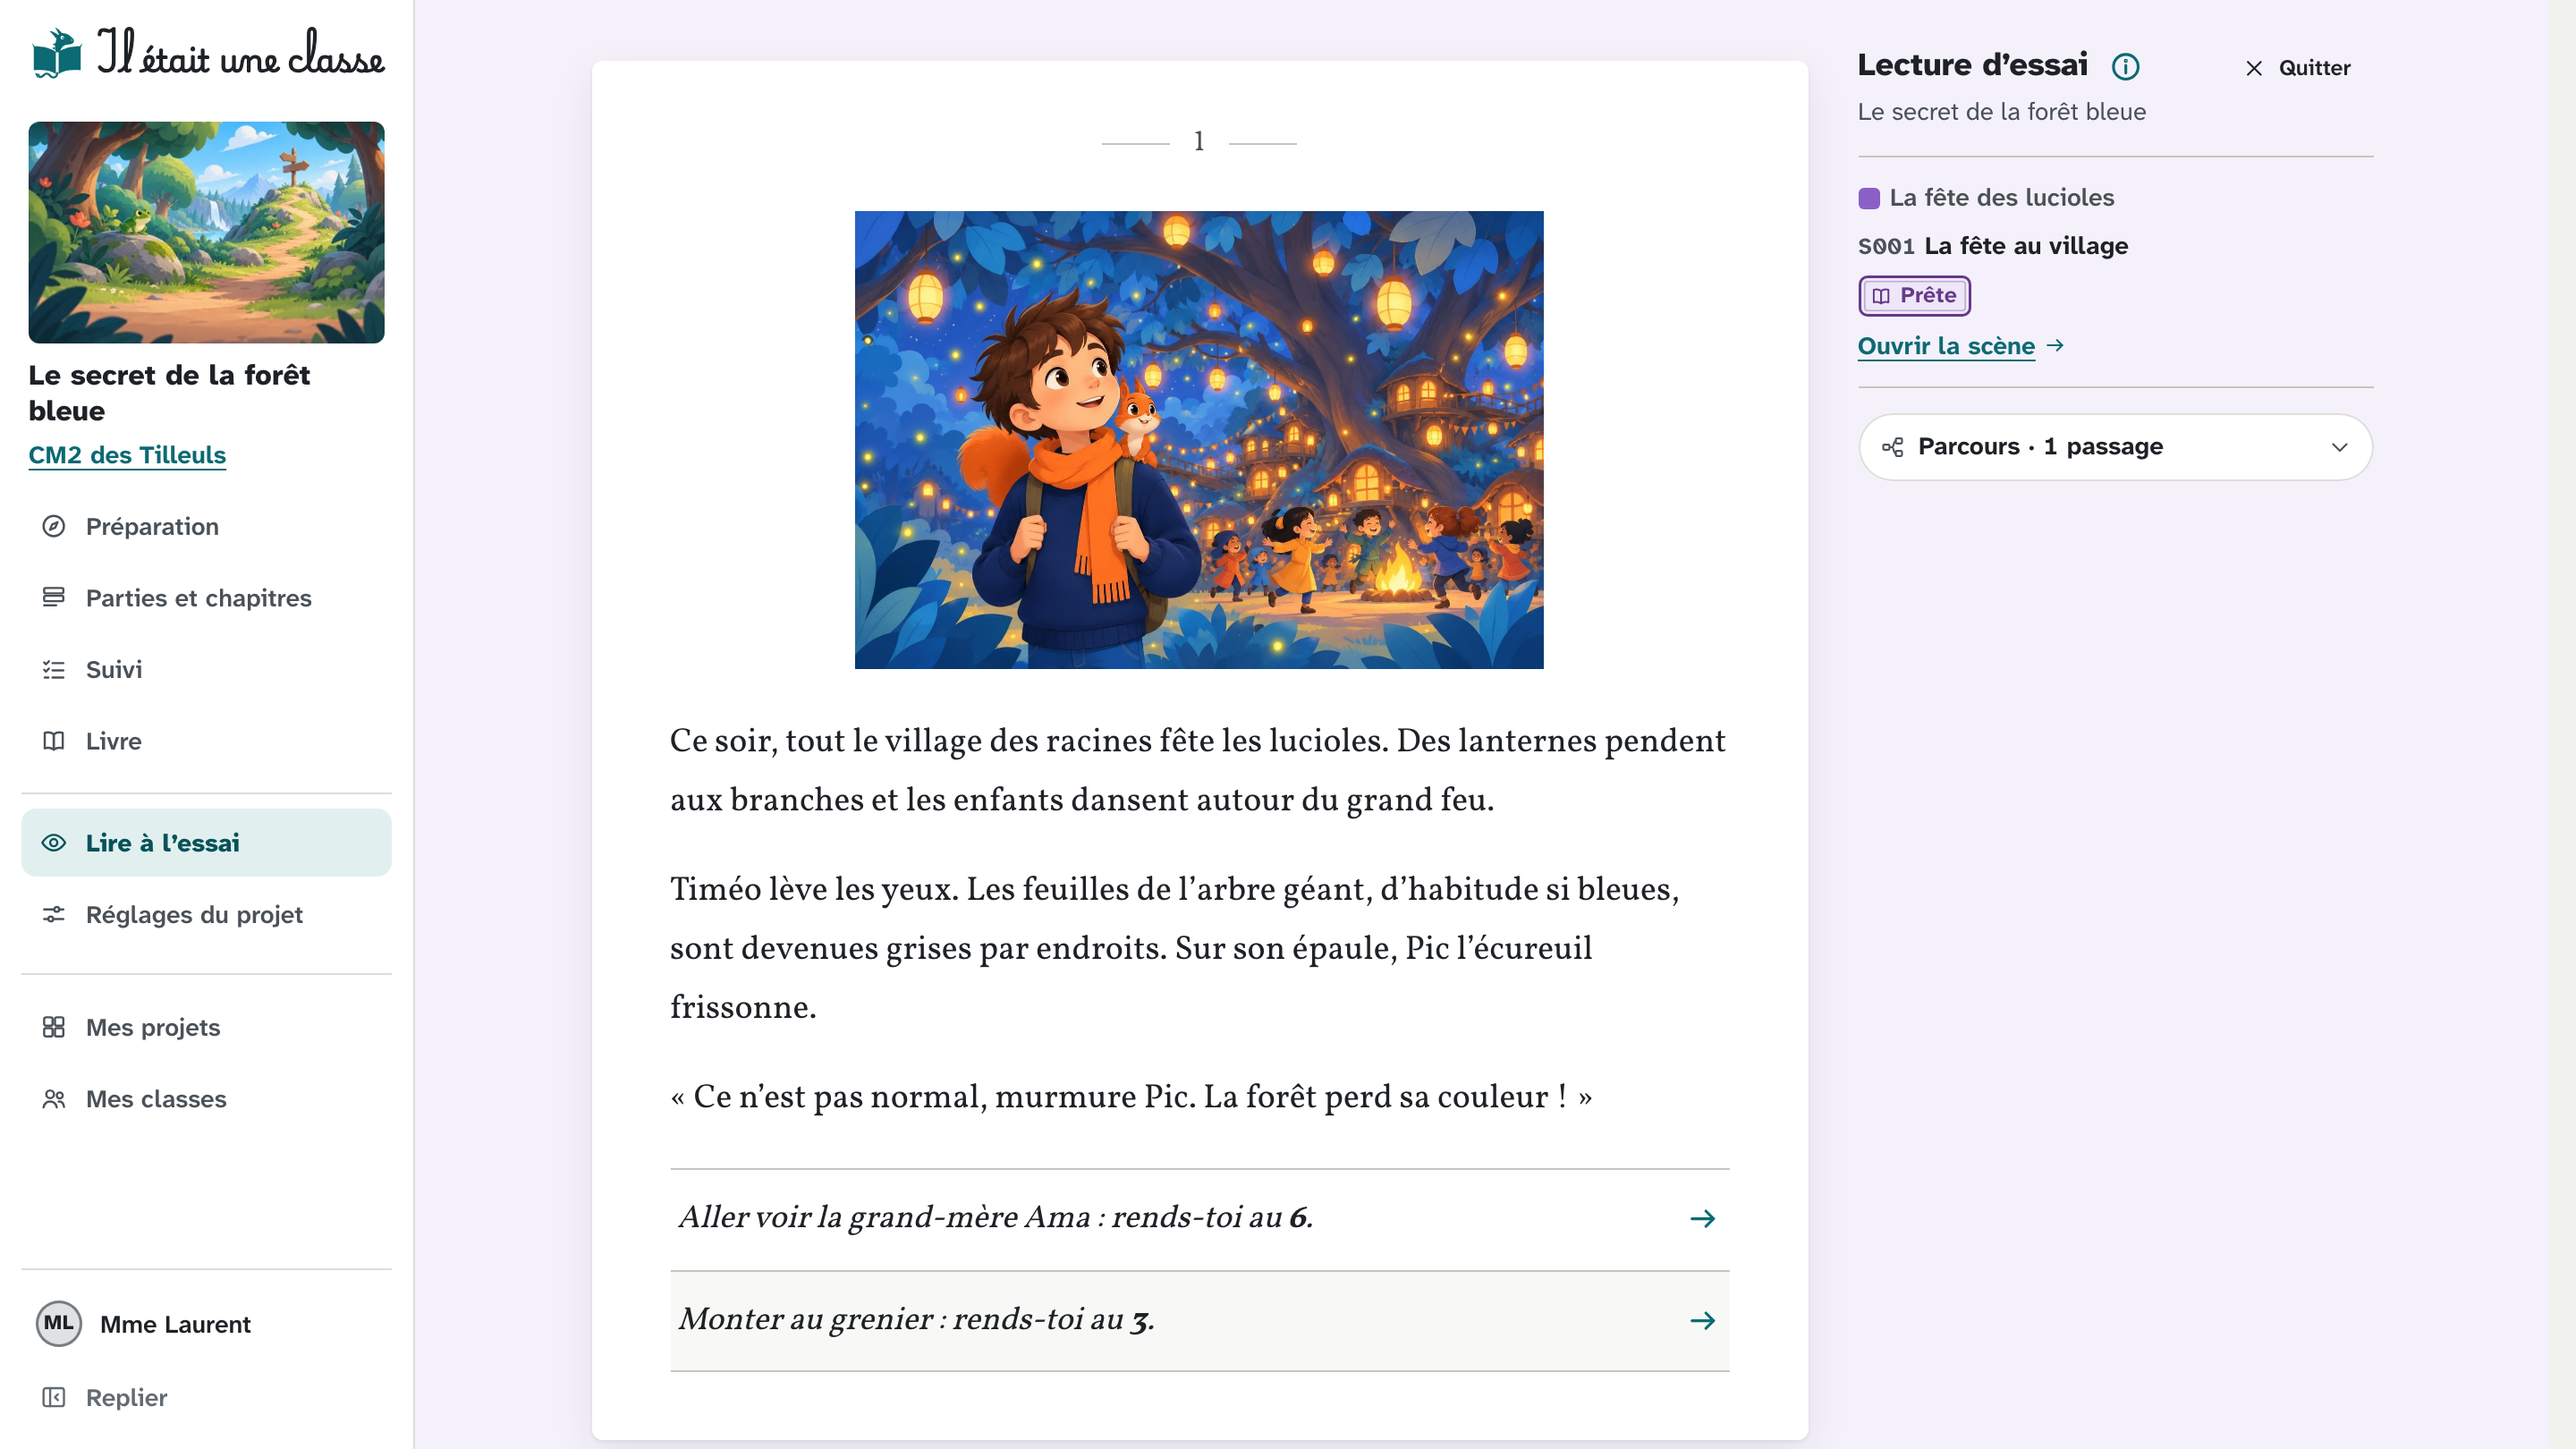 Il était une classe
Le secret de la forêt
bleue
CM2 des Tilleuls
Préparation
Parties et chapitres
Suivi
Livre
Lire à l’essai
Réglages du projet
Mes projets
Mes classes
ML Mme Laurent
Replier
1
Ce soir, tout le village des racines fête les lucioles. Des lanternes pendent
aux branches et les enfants dansent autour du grand feu.
Timéo lève les yeux. Les feuilles de l’arbre géant, d’habitude si bleues,
sont devenues grises par endroits. Sur son épaule, Pic l’écureuil
frissonne.
« Ce n’est pas normal, murmure Pic. La forêt perd sa couleur ! »
Aller voir la grand-mère Ama : rends-toi au 6.
Monter au grenier : rends-toi au 3.
Lecture d’essai
Quitter
Le secret de la forêt bleue
La fête des lucioles
S001 La fête au village
Prête
Ouvrir la scène →
Parcours · 1 passage